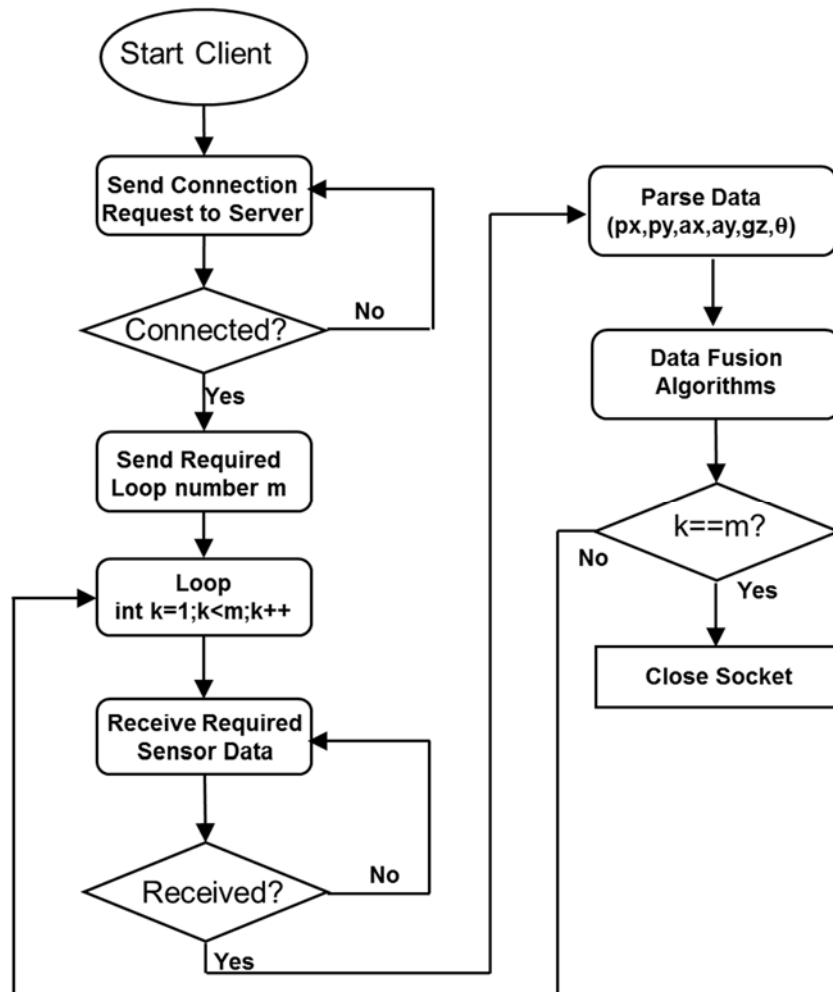 Start Client
Send Connection
Request to Server
Connected?
No
Yes
Send Required
Loop number m
Loop
int k=1;k<m;k++
Receive Required
Sensor Data
Received?
No
Yes
Parse Data
(px,py,ax,ay,gz,θ)
Data Fusion
Algorithms
k==m?
No
Yes
Close Socket